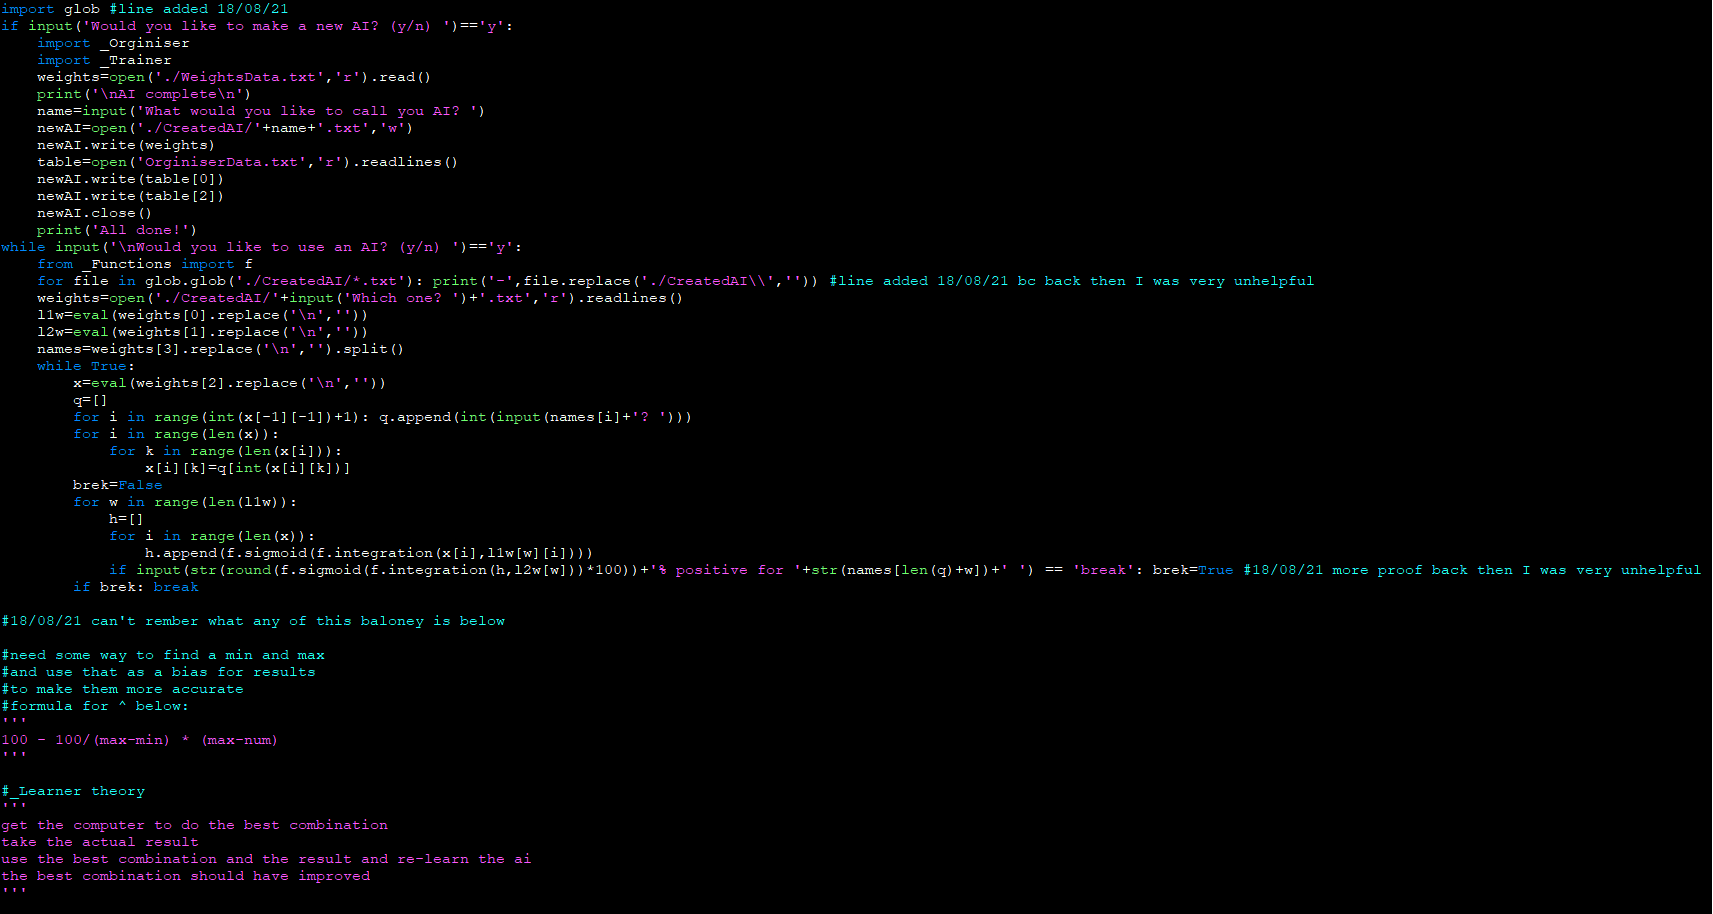 import glob #line added 18/08/21
if input('Would you like to make a new AI? (y/n) ')=='y':
    import _Orginiser
    import _Trainer
    weights=open('./WeightsData.txt','r').read()
    print('\nAI complete\n')
    name=input('What would you like to call you AI? ')
    newAI=open('./CreatedAI/'+name+'.txt','w')
    newAI.write(weights)
    table=open('OrginiserData.txt','r').readlines()
    newAI.write(table[0])
    newAI.write(table[2])
    newAI.close()
    print('All done!')
while input('\nWould you like to use an AI? (y/n) ')=='y':
    from _Functions import f
    for file in glob.glob('./CreatedAI/*.txt'): print('-',file.replace('./CreatedAI\\','')) #line added 18/08/21 bc back then I was very unhelpful
    weights=open('./CreatedAI/'+input('Which one? ')+'.txt','r').readlines()
    l1w=eval(weights[0].replace('\n',''))
    l2w=eval(weights[1].replace('\n',''))
    names=weights[3].replace('\n','').split()
    while True:
        x=eval(weights[2].replace('\n',''))
        q=[]
        for i in range(int(x[-1][-1])+1): q.append(int(input(names[i]+'? ')))
        for i in range(len(x)):
            for k in range(len(x[i])):
                x[i][k]=q[int(x[i][k])]
        brek=False
        for w in range(len(l1w)):
            h=[]
            for i in range(len(x)):
                h.append(f.sigmoid(f.integration(x[i],l1w[w][i])))
            if input(str(round(f.sigmoid(f.integration(h,l2w[w]))*100))+'% positive for '+str(names[len(q)+w])+' ') == 'break': brek=True #18/08/21 more proof back then I was very unhelpful
        if brek: break

#18/08/21 can't rember what any of this baloney is below

#need some way to find a min and max
#and use that as a bias for results
#to make them more accurate
#formula for ^ below:
'''
100 - 100/(max-min) * (max-num)
'''

#_Learner theory
'''
get the computer to do the best combination
take the actual result
use the best combination and the result and re-learn the ai
the best combination should have improved
'''